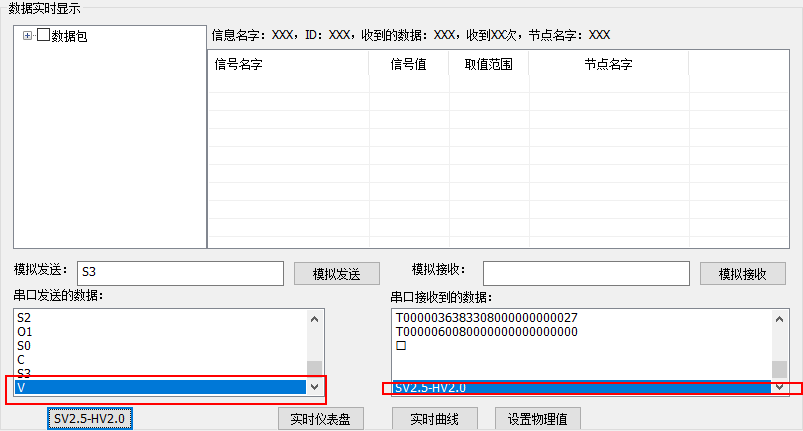 数据实时显示
数据包
信息名字：XXX，ID：XXX，收到的数据：XXX，收到XX次，节点名字：XXX
信号名字 信号值 取值范围 节点名字
模拟发送： S3 模拟发送 模拟接收： 模拟接收
串口发送的数据：
S2
O1
S0
C
S3
V
串口接收到的数据：
T00000363833080000000000027
T00000600800000000000000000
SV2.5-HV2.0
SV2.5-HV2.0 实时仪表盘 实时曲线 设置物理值